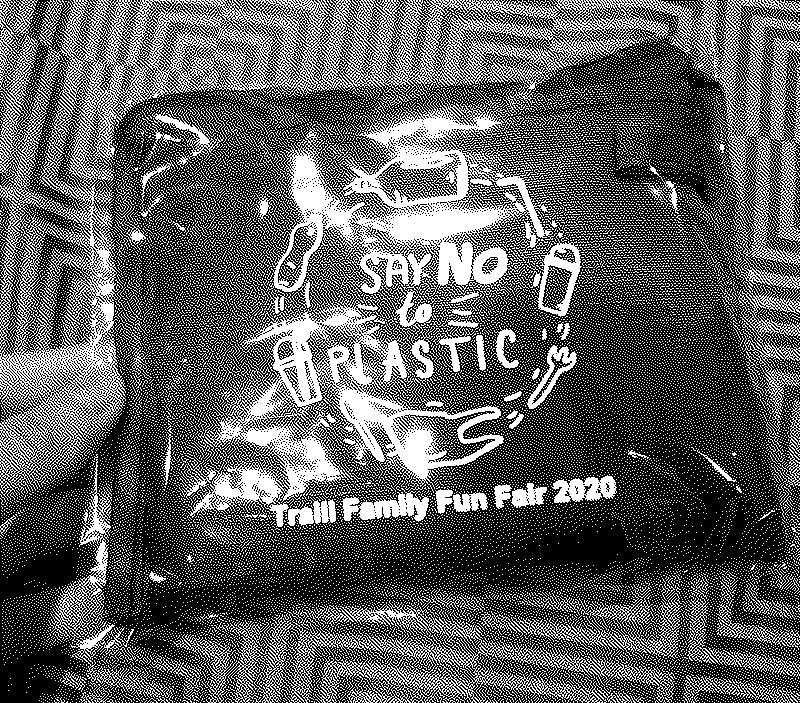 SAY NO
to
PLASTIC
Traill Family Fun Fair 2020